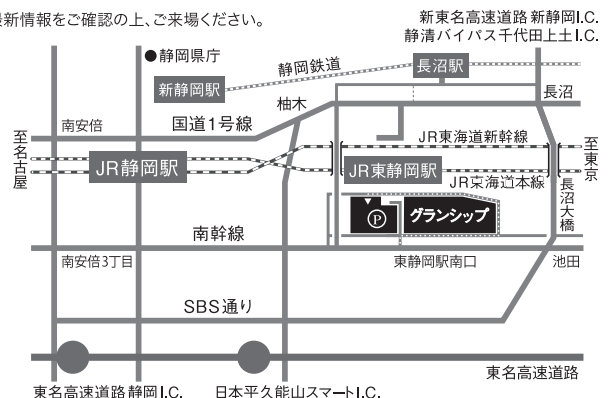 最新情報をご確認の上、ご来場ください。
新東名高速道路 新静岡I.C.
静清バイパス千代田上土I.C.
●静岡県庁
静岡鉄道
長沼駅
新静岡駅
柚木
長沼
南安倍
国道1号線
JR東海道新幹線
至名古屋
至東京
JR静岡駅
JR東静岡駅
JR東海道本線
長沼大橋
P
グランシップ
南幹線
南安倍3丁目
東静岡駅南口
池田
SBS通り
東名高速道路
東名高速道路 静岡I.C.
日本平久能山スマートI.C.